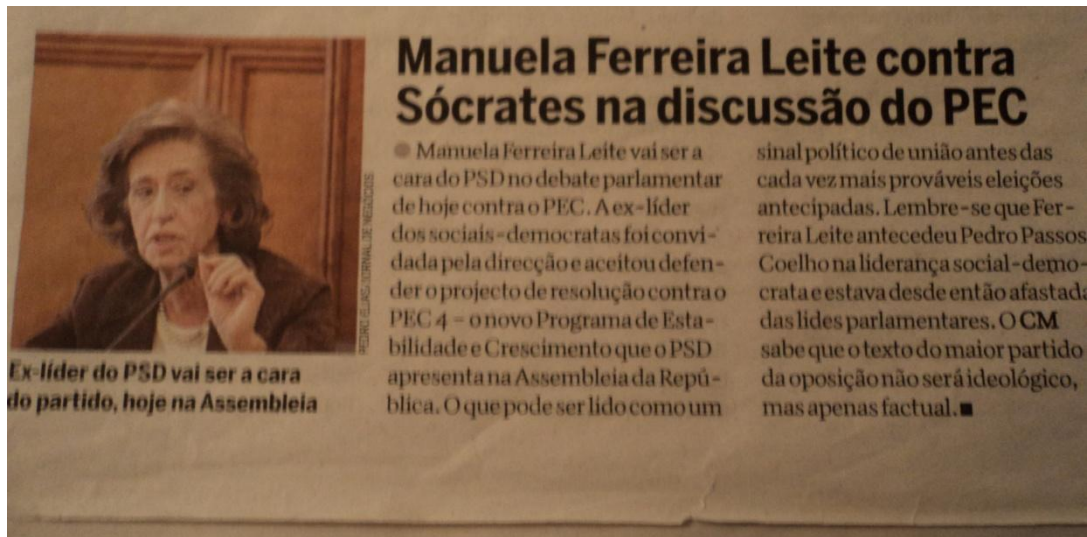 Manuela Ferreira Leite contra
Sócrates na discussão do PEC
● Manuela Ferreira Leite vai ser a
cara do PSD no debate parlamentar
de hoje contra o PEC. A ex-líder
dos sociais-democratas foi convi-
dada pela direcção e aceitou defen-
der o projecto de resolução contra o
PEC 4 – o novo Programa de Esta-
bilidade e Crescimento que o PSD
apresenta na Assembleia da Repú-
blica. O que pode ser lido como um
sinal político de união antes das
cada vez mais prováveis eleições
antecipadas. Lembre-se que Fer-
reira Leite antecedeu Pedro Passos
Coelho na liderança social-demo-
crata e estava desde então afastada
das lides parlamentares. O CM
sabe que o texto do maior partido
da oposição não será ideológico,
mas apenas factual. ■
PEDRO ELIAS/JORNAL DE NEGÓCIOS
Ex-líder do PSD vai ser a cara
do partido, hoje na Assembleia